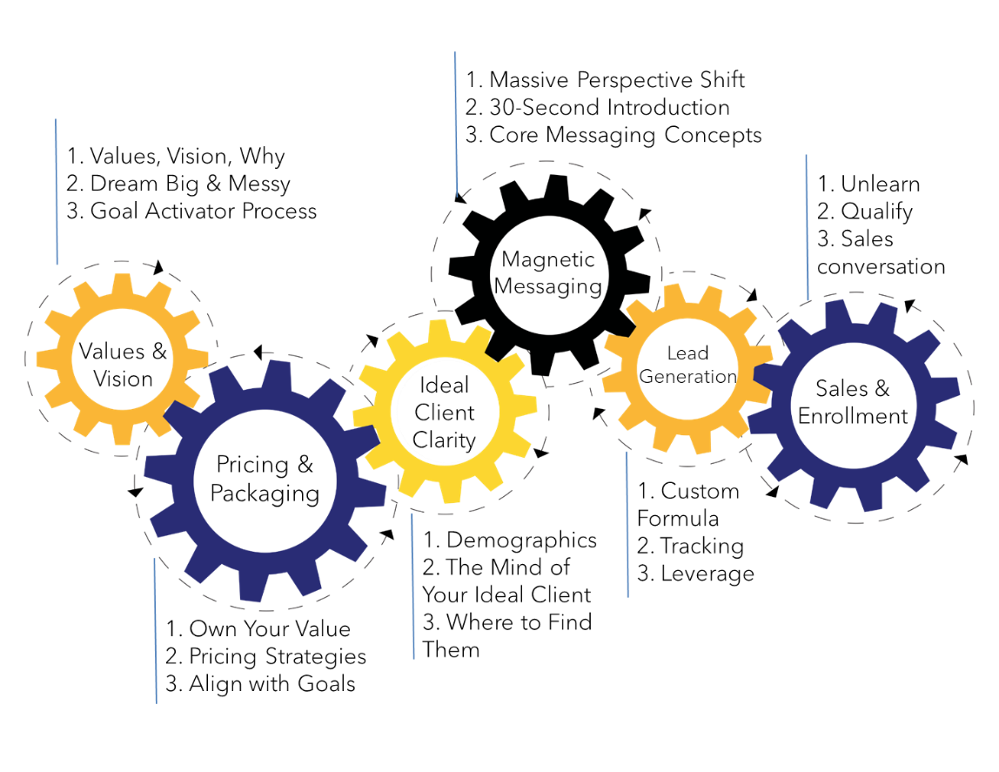 1. Massive Perspective Shift
2. 30-Second Introduction
3. Core Messaging Concepts
1. Values, Vision, Why
2. Dream Big & Messy
3. Goal Activator Process
1. Unlearn
2. Qualify
3. Sales
conversation
Values &
Vision
Pricing &
Packaging
Ideal
Client
Clarity
Magnetic
Messaging
Lead
Generation
Sales &
Enrollment
1. Own Your Value
2. Pricing Strategies
3. Align with Goals
1. Demographics
2. The Mind of
Your Ideal Client
3. Where to Find
Them
1. Custom
Formula
2. Tracking
3. Leverage